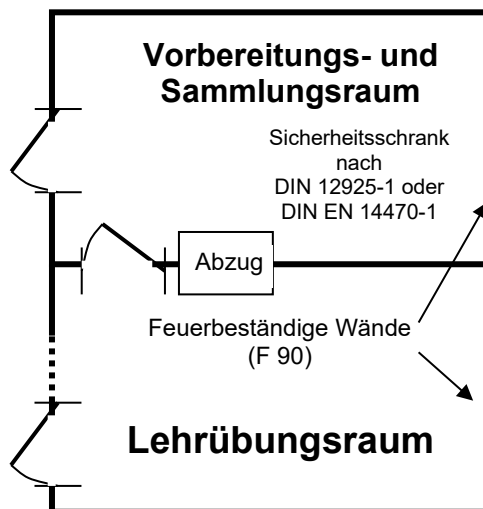 Vorbereitungs- und
Sammlungsraum
Sicherheitsschrank
nach
DIN 12925-1 oder
DIN EN 14470-1
Abzug
Feuerbeständige Wände
(F 90)
Lehrübungsraum